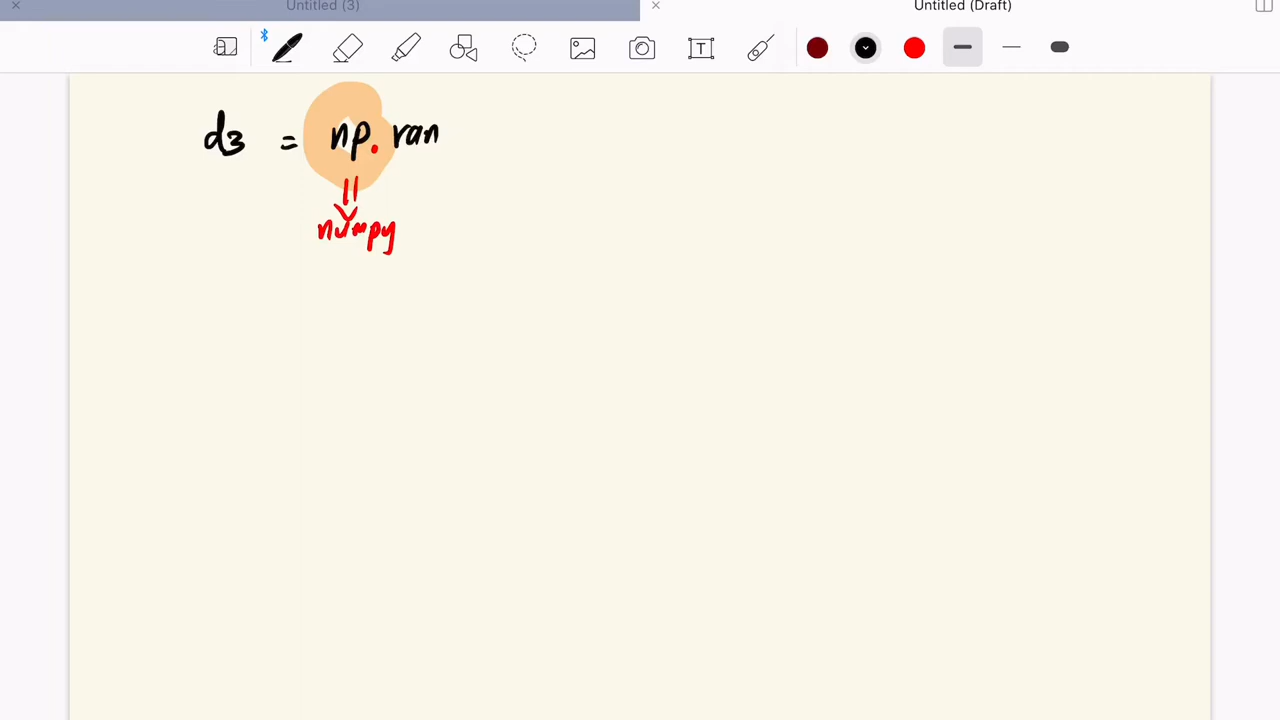 Untitled (3)
Untitled (Draft)
T
d3 = np. ran
numpy